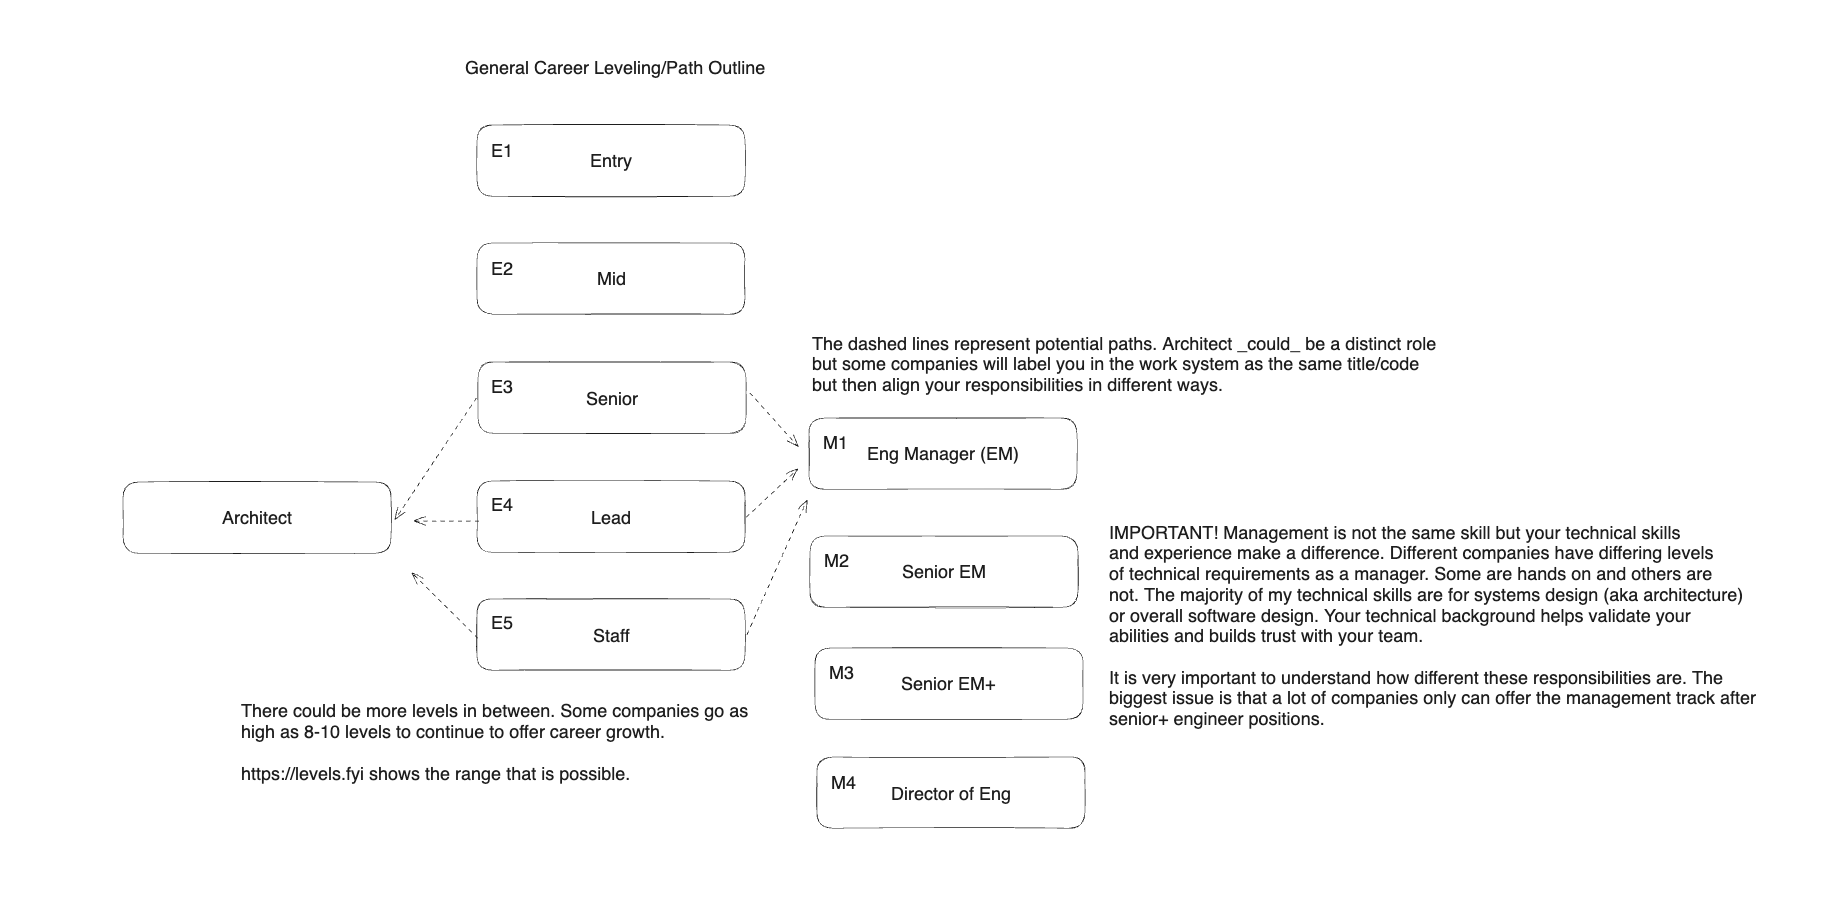 General Career Leveling/Path Outline
E1
Entry
E2
Mid
E3
Senior
E4
Lead
E5
Staff
Architect
There could be more levels in between. Some companies go as
high as 8-10 levels to continue to offer career growth.
https://levels.fyi shows the range that is possible.
The dashed lines represent potential paths. Architect _could_ be a distinct role
but some companies will label you in the work system as the same title/code
but then align your responsibilities in different ways.
M1
Eng Manager (EM)
M2
Senior EM
M3
Senior EM+
M4
Director of Eng
IMPORTANT! Management is not the same skill but your technical skills
and experience make a difference. Different companies have differing levels
of technical requirements as a manager. Some are hands on and others are
not. The majority of my technical skills are for systems design (aka architecture)
or overall software design. Your technical background helps validate your
abilities and builds trust with your team.
It is very important to understand how different these responsibilities are. The
biggest issue is that a lot of companies only can offer the management track after
senior+ engineer positions.